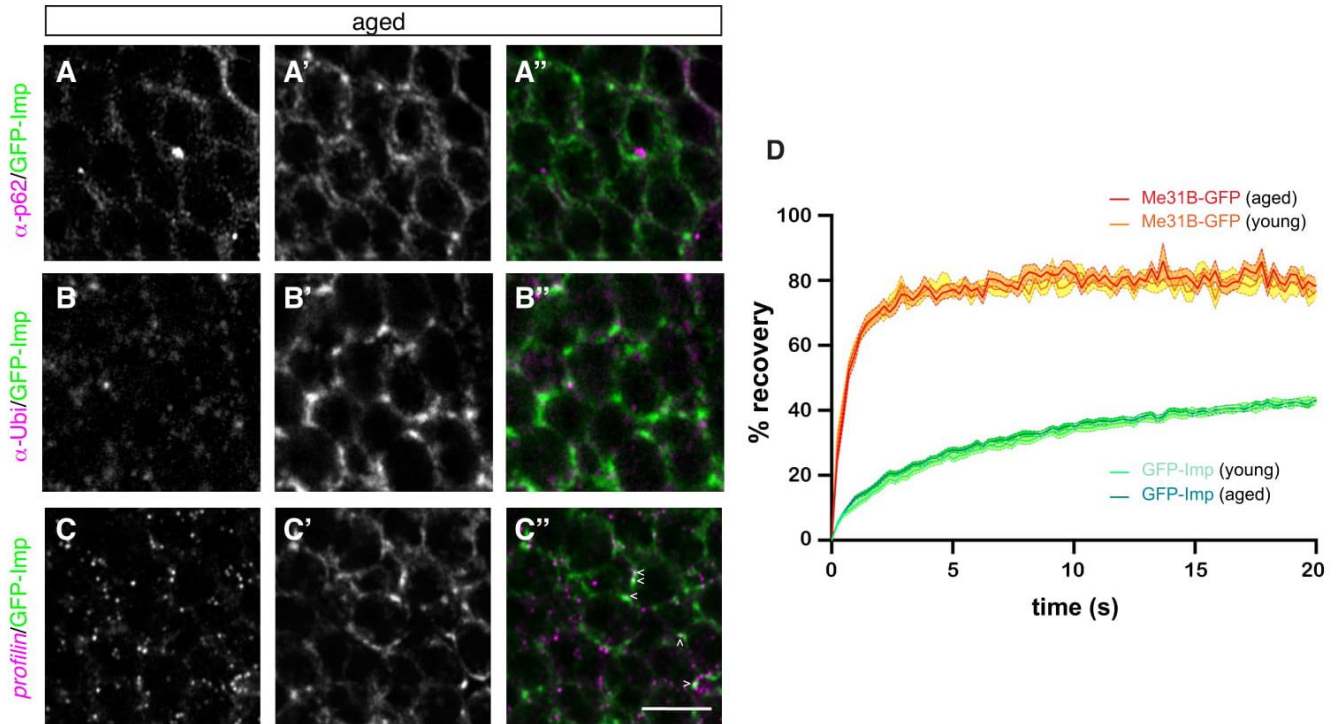 aged
α-p62/GFP-Imp
A
A'
A"
α-Ubi/GFP-Imp
B
B'
B"
profilin/GFP-Imp
C
C'
C"
D
Me31B-GFP (aged)
Me31B-GFP (young)
GFP-Imp (young)
GFP-Imp (aged)
% recovery
100
80
60
40
20
0
0 5 10 15 20
time (s)